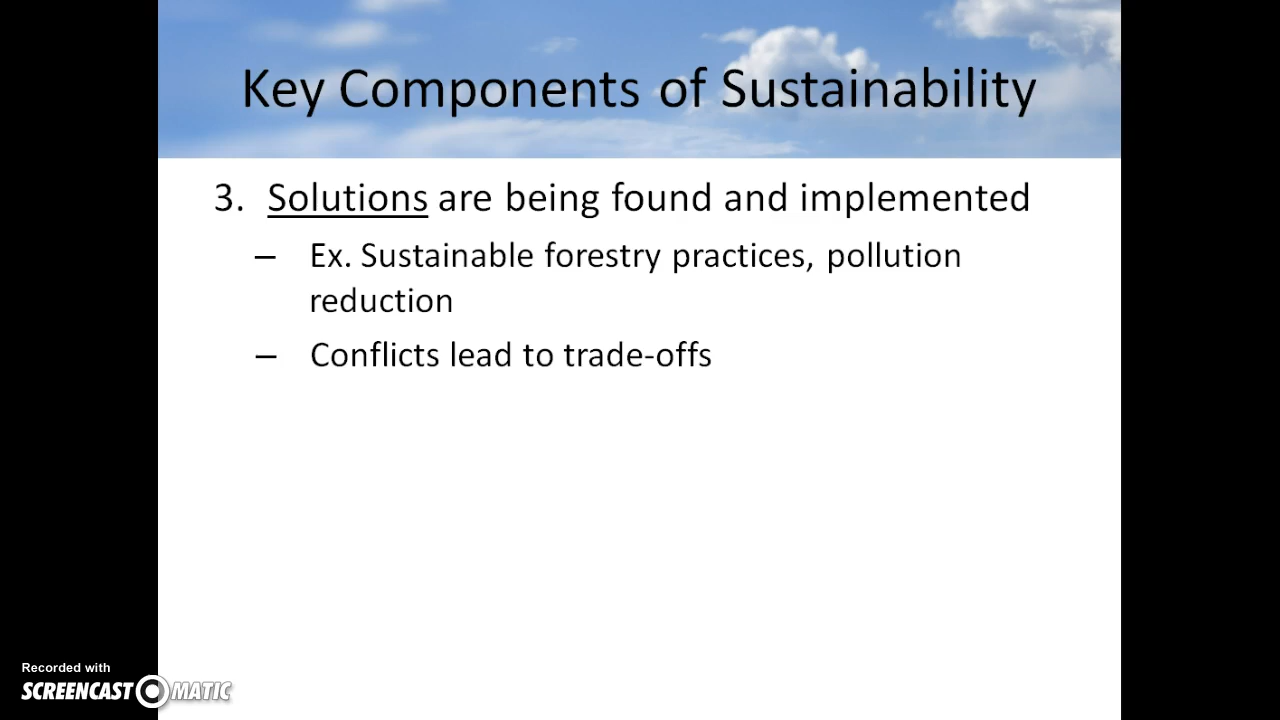 Key Components of Sustainability
3. Solutions are being found and implemented
– Ex. Sustainable forestry practices, pollution
reduction
– Conflicts lead to trade-offs
Recorded with
SCREENCAST MATIC